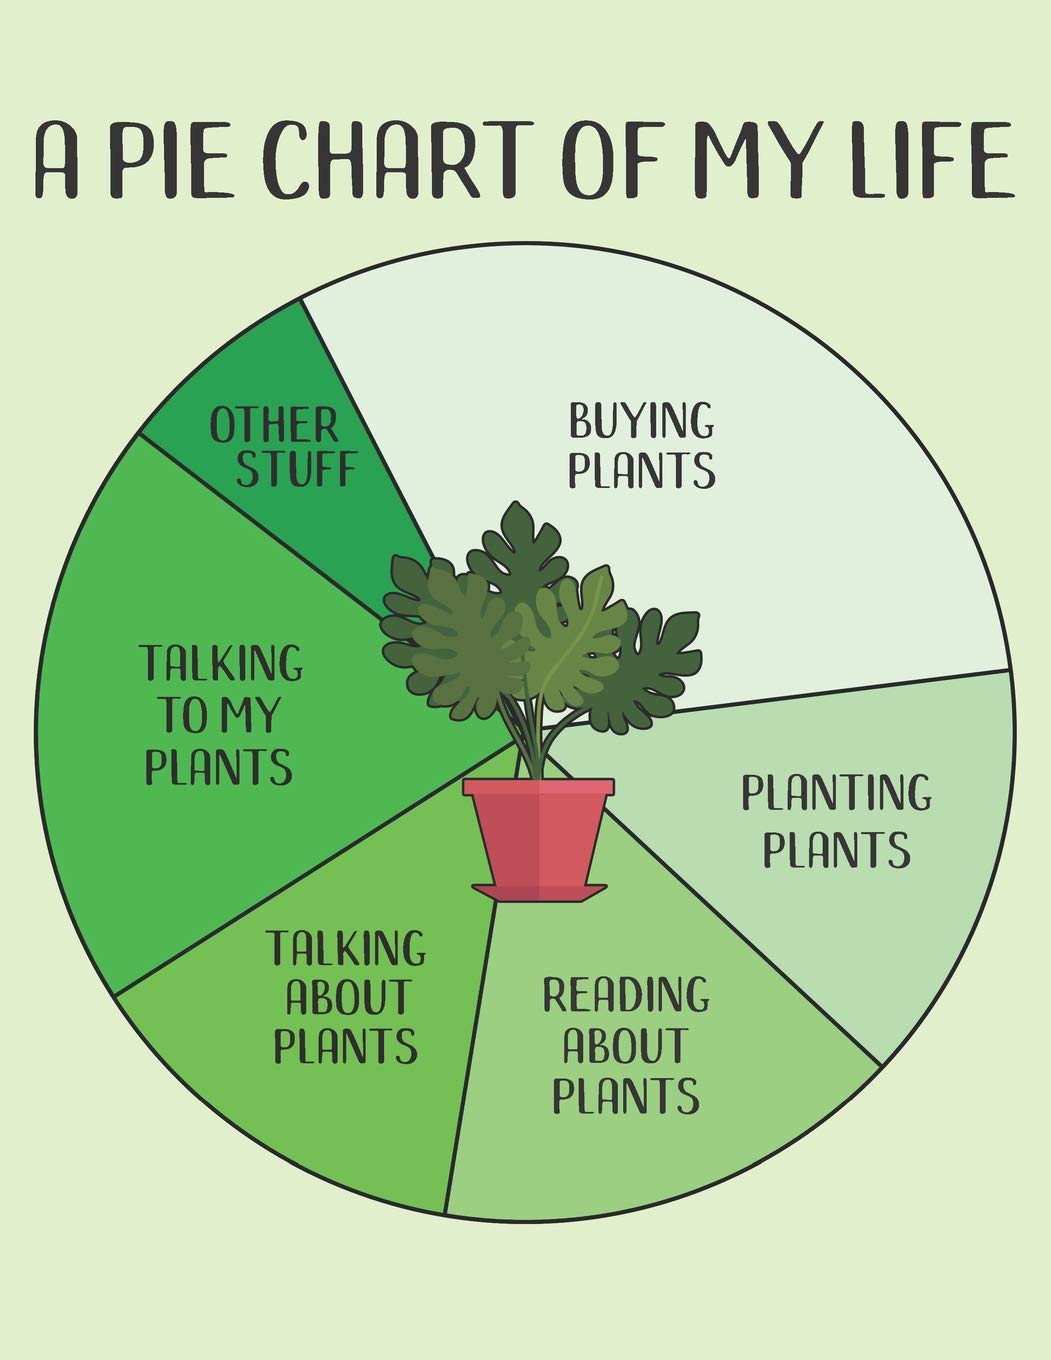 A PIE CHART OF MY LIFE
OTHER
STUFF
BUYING
PLANTS
TALKING
TO MY
PLANTS
PLANTING
PLANTS
TALKING
ABOUT
PLANTS
READING
ABOUT
PLANTS